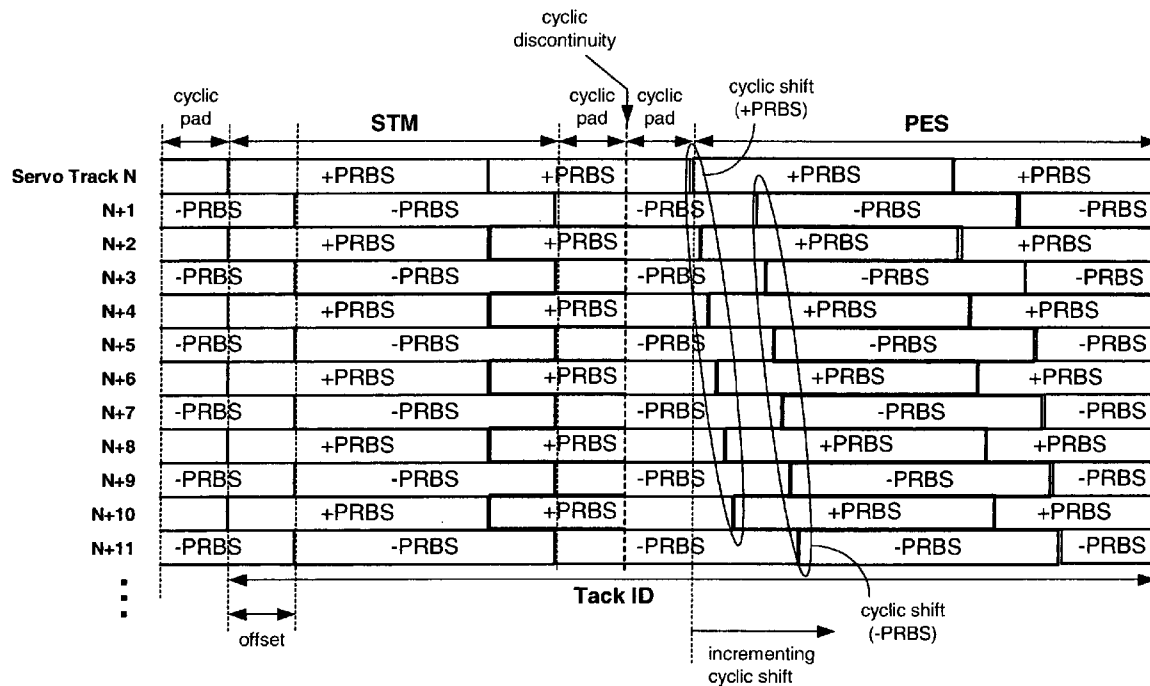 cyclic
discontinuity
cyclic
pad
STM
cyclic
pad
cyclic
pad
cyclic shift
(+PRBS)
PES
Servo Track N +PRBS +PRBS +PRBS +PRBS
N+1 -PRBS -PRBS -PRBS -PRBS -PRBS
N+2 +PRBS +PRBS +PRBS +PRBS
N+3 -PRBS -PRBS -PRBS -PRBS -PRBS
N+4 +PRBS +PRBS +PRBS +PRBS
N+5 -PRBS -PRBS -PRBS -PRBS -PRBS
N+6 +PRBS +PRBS +PRBS +PRBS
N+7 -PRBS -PRBS -PRBS -PRBS -PRBS
N+8 +PRBS +PRBS +PRBS +PRBS
N+9 -PRBS -PRBS -PRBS -PRBS -PRBS
N+10 +PRBS +PRBS +PRBS +PRBS
N+11 -PRBS -PRBS -PRBS -PRBS -PRBS
Tack ID
offset
cyclic shift
(-PRBS)
incrementing
cyclic shift